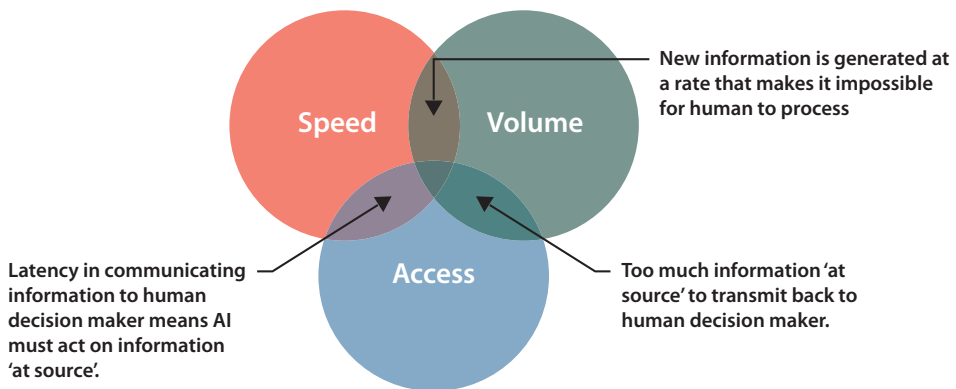 Speed
Volume
New information is generated at
a rate that makes it impossible
for human to process
Latency in communicating
information to human
decision maker means AI
must act on information
‘at source’.
Access
Too much information ‘at
source’ to transmit back to
human decision maker.